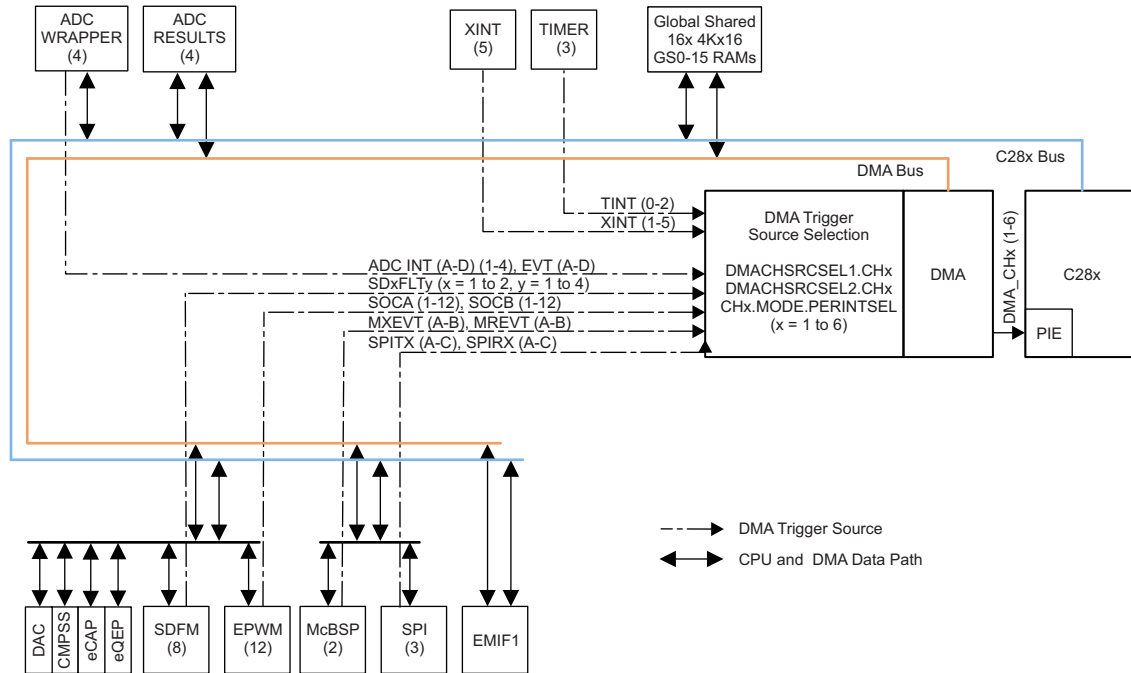 ADC
WRAPPER
(4)
ADC
RESULTS
(4)
XINT
(5)
TIMER
(3)
Global Shared
16x 4Kx16
GS0-15 RAMs
C28x Bus
DMA Bus
TINT (0-2)
XINT (1-5)
ADC INT (A-D) (1-4), EVT (A-D)
SDxFLTy (x = 1 to 2, y = 1 to 4)
SOCA (1-12), SOCB (1-12)
MXEVT (A-B), MREVT (A-B)
SPITX (A-C), SPIRX (A-C)
DMA Trigger
Source Selection
DMACHSRCSEL1.CHx
DMACHSRCSEL2.CHx
CHx.MODE.PERINTSEL
(x = 1 to 6)
DMA
DMA_CHx (1-6)
C28x
PIE
DMA Trigger Source
CPU and DMA Data Path
DAC
CMPSS
eCAP
eQEP
SDFM
(8)
EPWM
(12)
McBSP
(2)
SPI
(3)
EMIF1